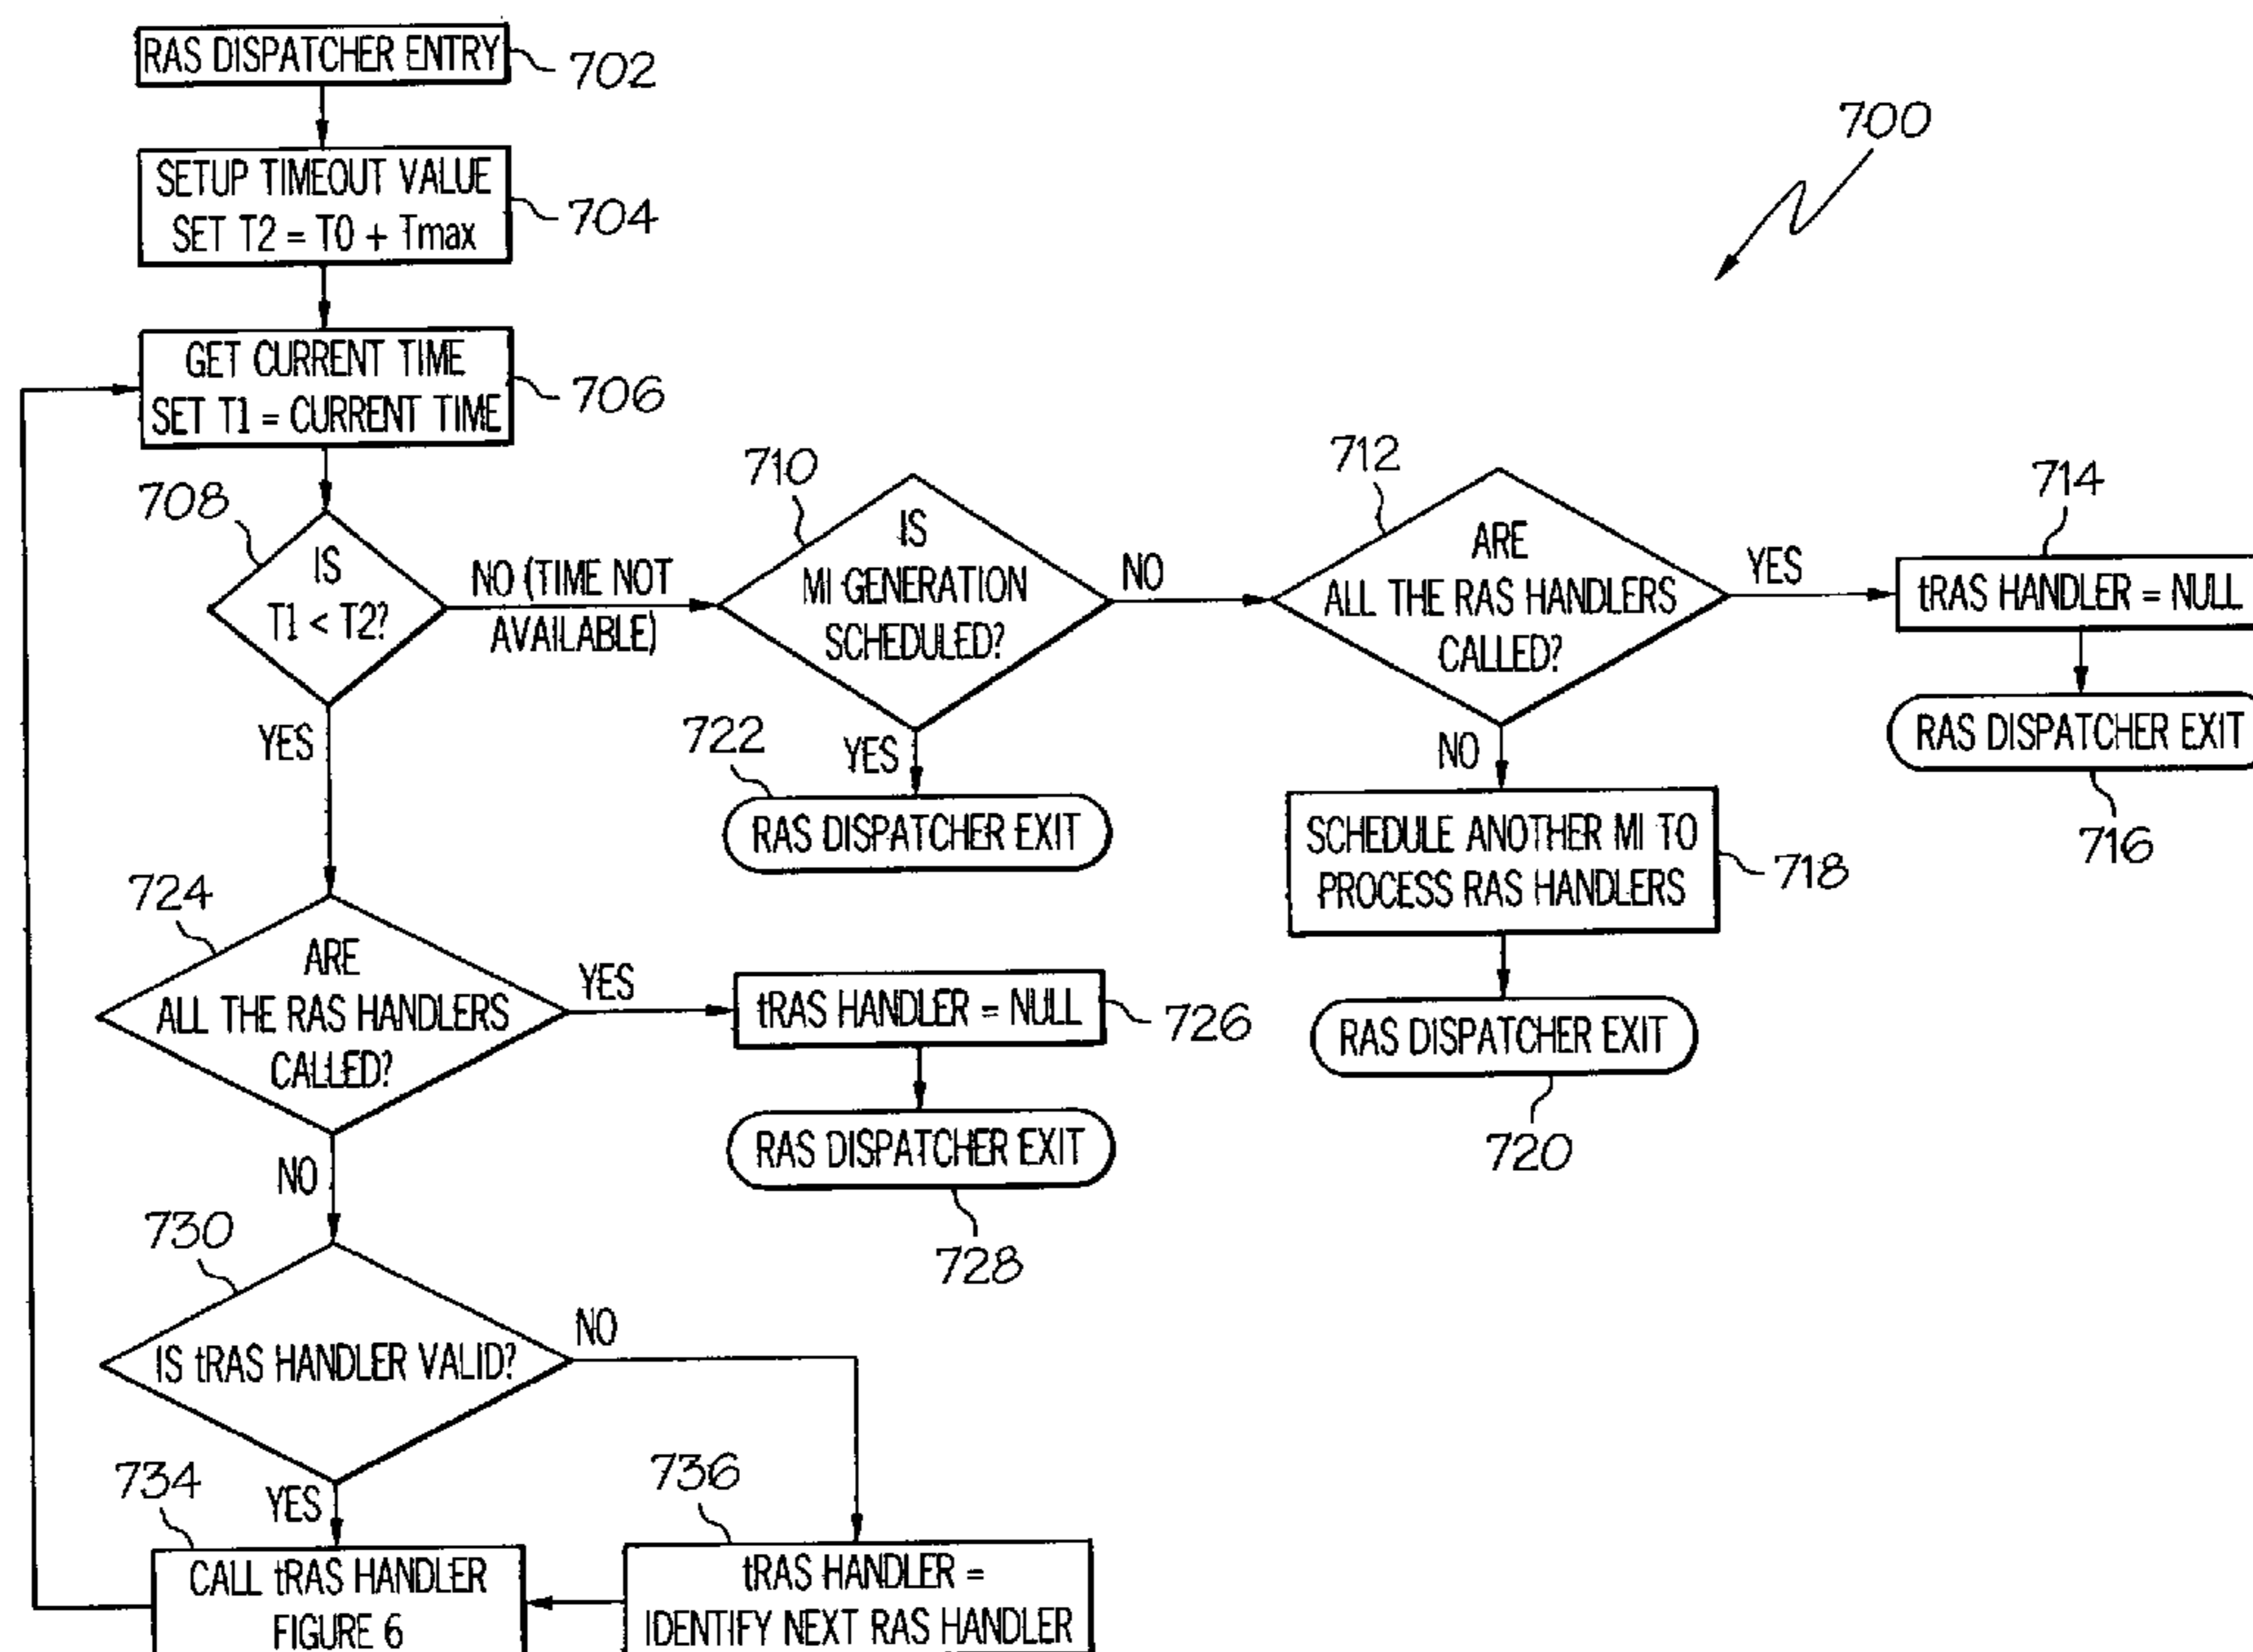 RAS DISPATCHER ENTRY
702
SETUP TIMEOUT VALUE
SET T2 = T0 + Tmax
704
700
GET CURRENT TIME
SET T1 = CURRENT TIME
706
708
IS
T1 < T2?
NO (TIME NOT
AVAILABLE)
710
IS
MI GENERATION
SCHEDULED?
NO
712
ARE
ALL THE RAS HANDLERS
CALLED?
YES
714
tRAS HANDLER = NULL
RAS DISPATCHER EXIT
716
YES
722
YES
RAS DISPATCHER EXIT
NO
SCHEDULE ANOTHER MI TO
PROCESS RAS HANDLERS
718
RAS DISPATCHER EXIT
720
724
ARE
ALL THE RAS HANDLERS
CALLED?
YES
tRAS HANDLER = NULL
726
RAS DISPATCHER EXIT
728
NO
730
IS tRAS HANDLER VALID?
NO
734
YES
CALL tRAS HANDLER
FIGURE 6
736
tRAS HANDLER =
IDENTIFY NEXT RAS HANDLER